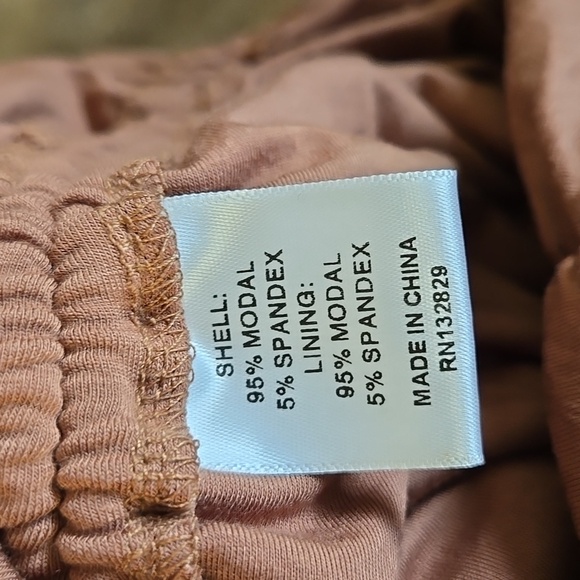 SHELL:
95% MODAL
5% SPANDEX
LINING:
95% MODAL
5% SPANDEX
MADE IN CHINA
RN132829